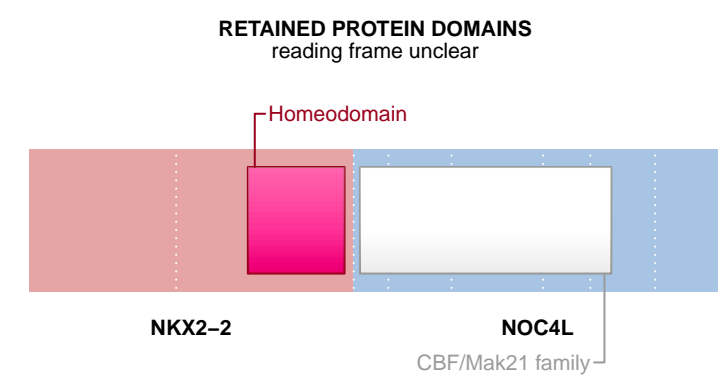 RETAINED PROTEIN DOMAINS
reading frame unclear
Homeodomain
NKX2−2 NOC4L
CBF/Mak21 family